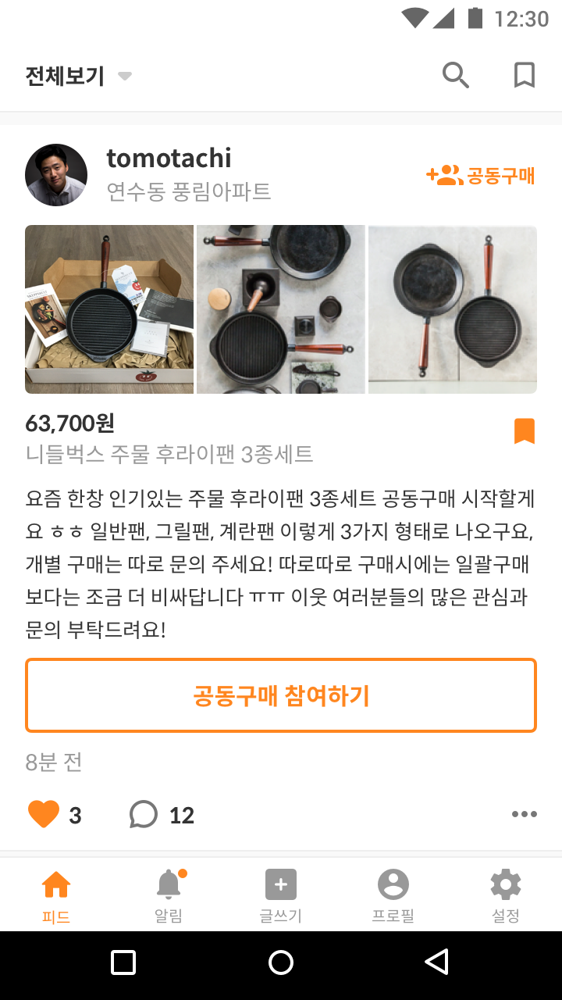 12:30
전체보기
tomotachi
연수동 풍림아파트
공동구매
63,700원
니들벅스 주물 후라이팬 3종세트
요즘 한창 인기있는 주물 후라이팬 3종세트 공동구매 시작할게
요 ㅎㅎ 일반팬, 그릴팬, 계란팬 이렇게 3가지 형태로 나오구요,
개별 구매는 따로 문의 주세요! 따로따로 구매시에는 일괄구매
보다는 조금 더 비싸답니다 ㅠㅠ 이웃 여러분들의 많은 관심과
문의 부탁드려요!
공동구매 참여하기
8분 전
3
12
피드
알림
글쓰기
프로필
설정